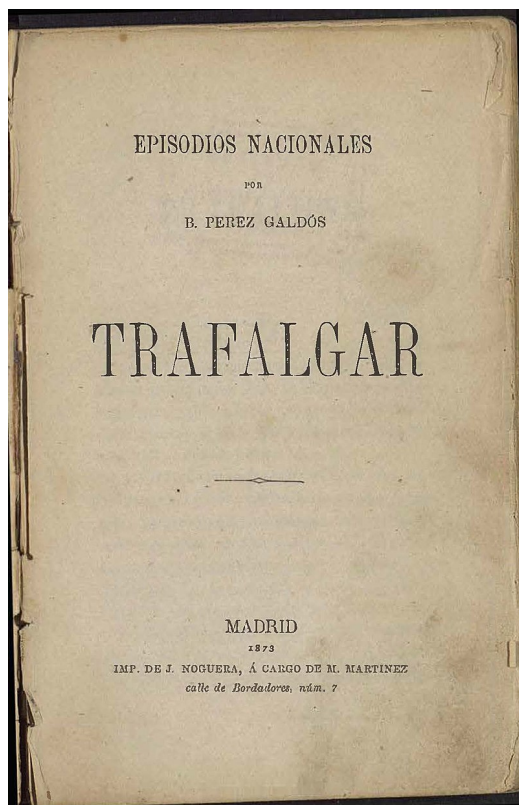 EPISODIOS NACIONALES
POR
B. PEREZ GALDÓS
TRAFALGAR
MADRID
1873
IMP. DE J. NOGUERA, Á CARGO DE M. MARTINEZ
calle de Bordadores, núm. 7